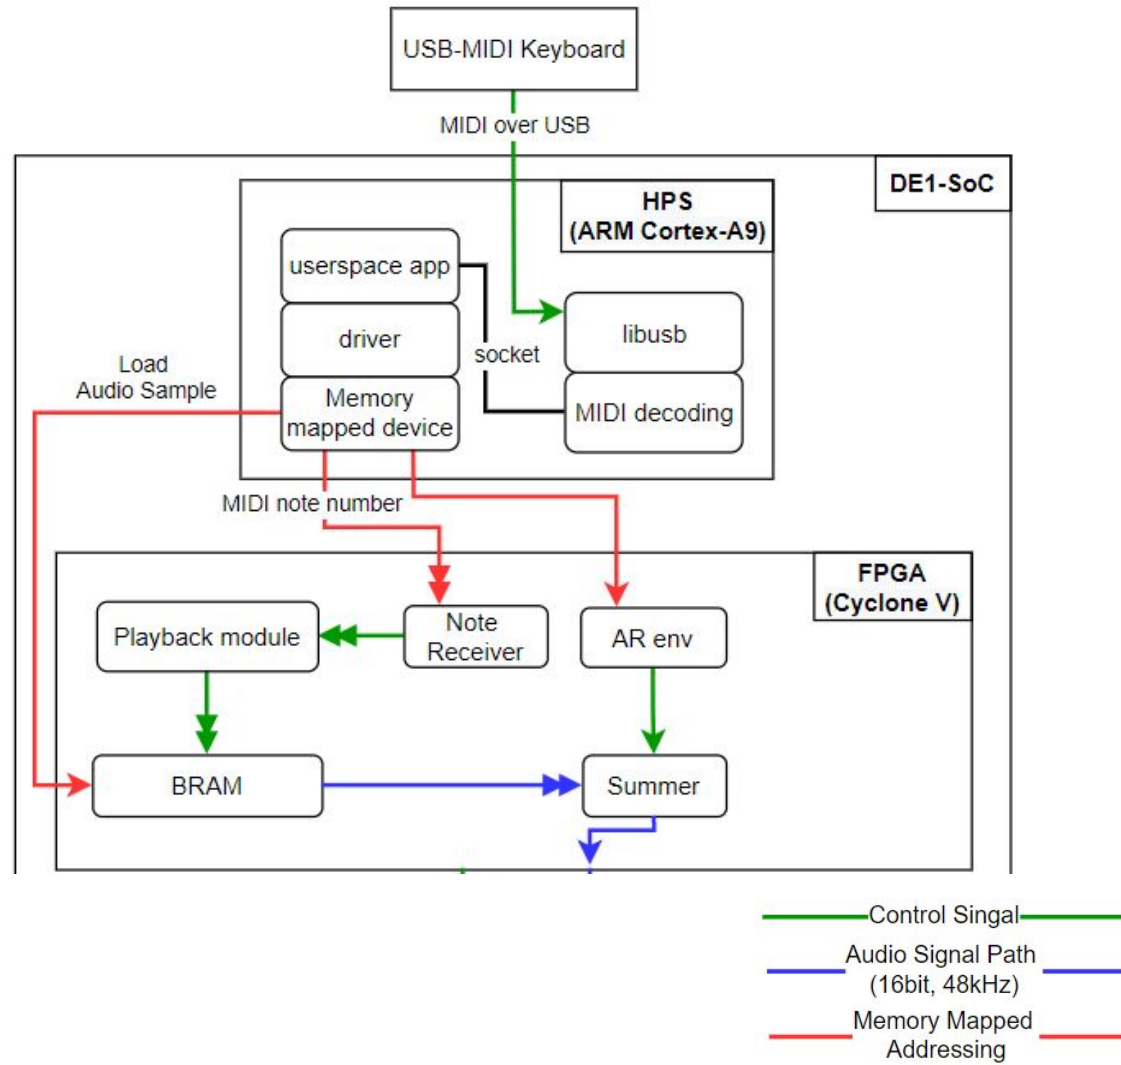 USB-MIDI Keyboard
MIDI over USB
DE1-SoC
HPS
(ARM Cortex-A9)
userspace app
driver
Memory
mapped device
socket
libusb
MIDI decoding
Load
Audio Sample
MIDI note number
FPGA
(Cyclone V)
Playback module
Note
Receiver
AR env
BRAM
Summer
Control Singal
Audio Signal Path
(16bit, 48kHz)
Memory Mapped
Addressing